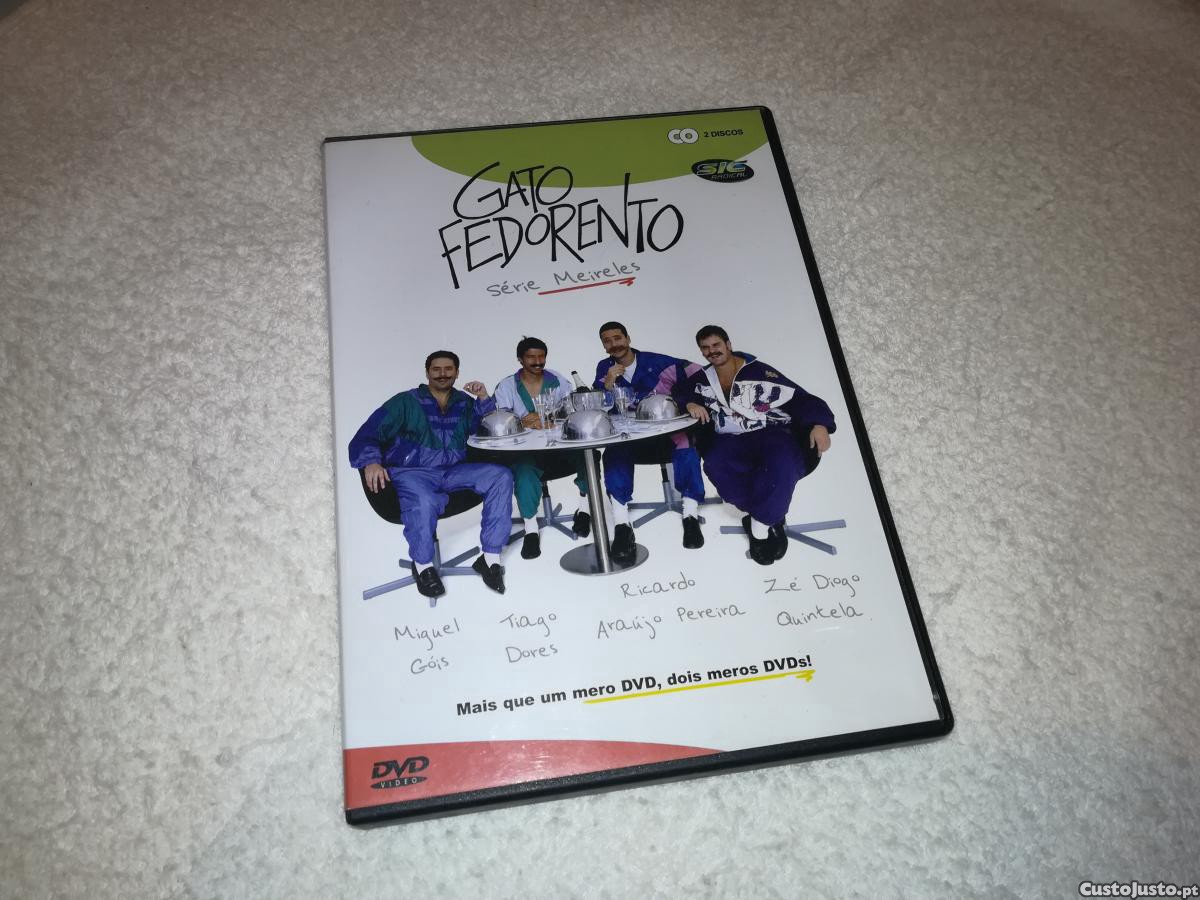 2 DISCOS
SIC
RADICAL
GATO
FEDORENTO
Série Meireles
Miguel
Góis
Tiago
Dores
Ricardo
Araújo Pereira
Zé Diogo
Quintela
Mais que um mero DVD, dois meros DVDs!
DVD
VIDEO
CustoJusto.pt